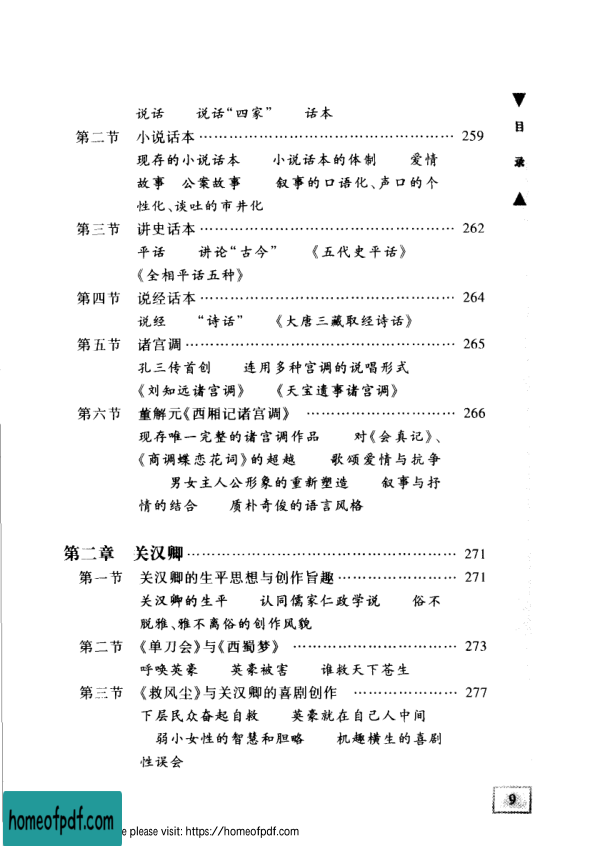 说话　　说话“四家”　　话本
第二节　小说话本……………………………………… 259
现存的小说话本　　小说话本的体制　　爱情
故事　公案故事　　叙事的口语化、声口的个
性化、谈吐的市井化
第三节　讲史话本……………………………………… 262
平话　　讲论“古今”　　《五代史平话》
《全相平话五种》
第四节　说经话本……………………………………… 264
说经　　“诗话”　　《大唐三藏取经诗话》
第五节　诸宫调………………………………………… 265
孔三传首创　　连用多种宫调的说唱形式
《刘知远诸宫调》　　《天宝遗事诸宫调》
第六节　董解元《西厢记诸宫调》 …………………… 266
现存唯一完整的诸宫调作品　　对《会真记》、
《商调蝶恋花词》的超越　　歌颂爱情与抗争
男女主人公形象的重新塑造　　叙事与抒
情的结合　　质朴奇俊的语言风格
第二章　关汉卿………………………………………… 271
第一节　关汉卿的生平思想与创作旨趣……………… 271
关汉卿的生平　　认同儒家仁政学说　　俗不
脱雅、雅不离俗的创作风貌
第二节　《单刀会》与《西蜀梦》 …………………… 273
呼唤英豪　　英豪被害　　谁救天下苍生
第三节　《救风尘》与关汉卿的喜剧创作 ………………… 277
下层民众奋起自救　　英豪就在自己人中间
弱小女性的智慧和胆略　　机趣横生的喜剧
性误会
▼
目
录
▲
9
homeofpdf.com
e please visit: https://homeofpdf.com